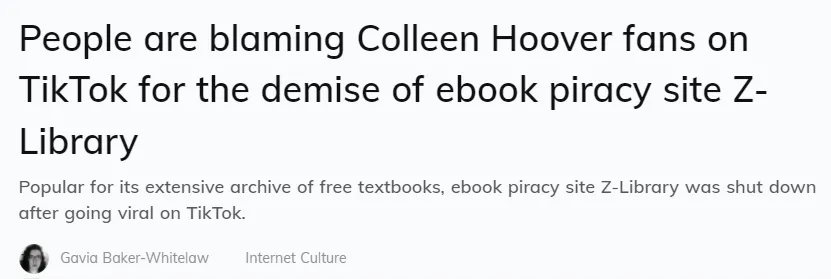 People are blaming Colleen Hoover fans on
TikTok for the demise of ebook piracy site Z-
Library
Popular for its extensive archive of free textbooks, ebook piracy site Z-Library was shut down
after going viral on TikTok.
Gavia Baker-Whitelaw Internet Culture